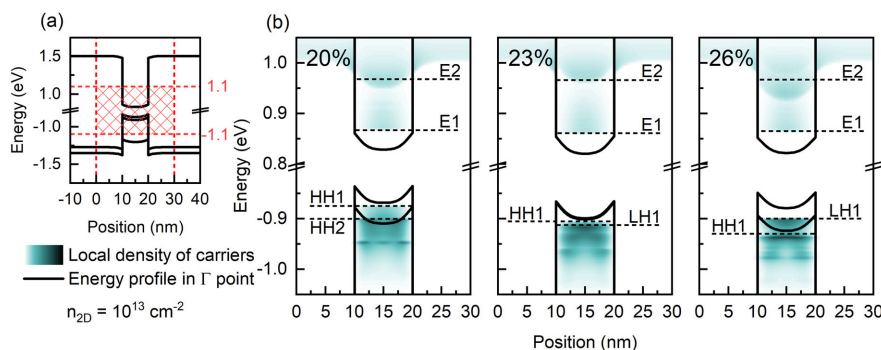 (a)
Energy (eV)
1.5
1.0
-1.0
-1.5
1.1
-1.1
-10 0 10 20 30 40
Position (nm)
Local density of carriers
Energy profile in Γ point
n2D = 10^13 cm^-2
(b)
Energy (eV)
1.0
0.9
0.8
-0.9
-1.0
20%
E2
E1
HH1
HH2
0 5 10 15 20 25 30
23%
E2
E1
HH1
LH1
0 5 10 15 20 25 30
26%
E2
E1
LH1
HH1
0 5 10 15 20 25 30
Position (nm)